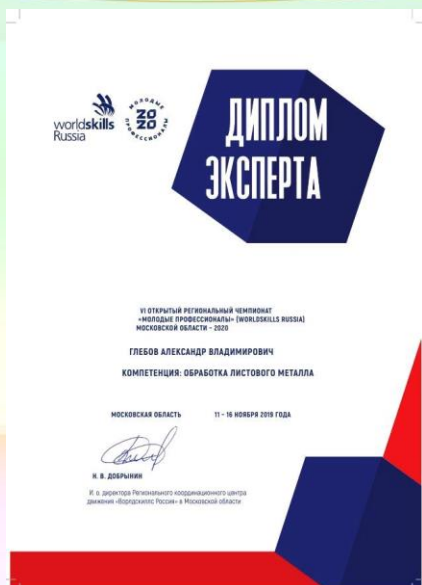 worldskills
Russia
МОЛОДЫЕ
20
20
ПРОФЕССИОНАЛЫ
ДИПЛОМ
ЭКСПЕРТА
VI ОТКРЫТЫЙ РЕГИОНАЛЬНЫЙ ЧЕМПИОНАТ
«МОЛОДЫЕ ПРОФЕССИОНАЛЫ» (WORLDSKILLS RUSSIA)
МОСКОВСКОЙ ОБЛАСТИ – 2020
ГЛЕБОВ АЛЕКСАНДР ВЛАДИМИРОВИЧ
КОМПЕТЕНЦИЯ: ОБРАБОТКА ЛИСТОВОГО МЕТАЛЛА
МОСКОВСКАЯ ОБЛАСТЬ 11 - 16 НОЯБРЯ 2019 ГОДА
Н. В. ДОБРЫНИН
И. о. директора Регионального координационного центра
движения «Ворлдскиллс Россия» в Московской области